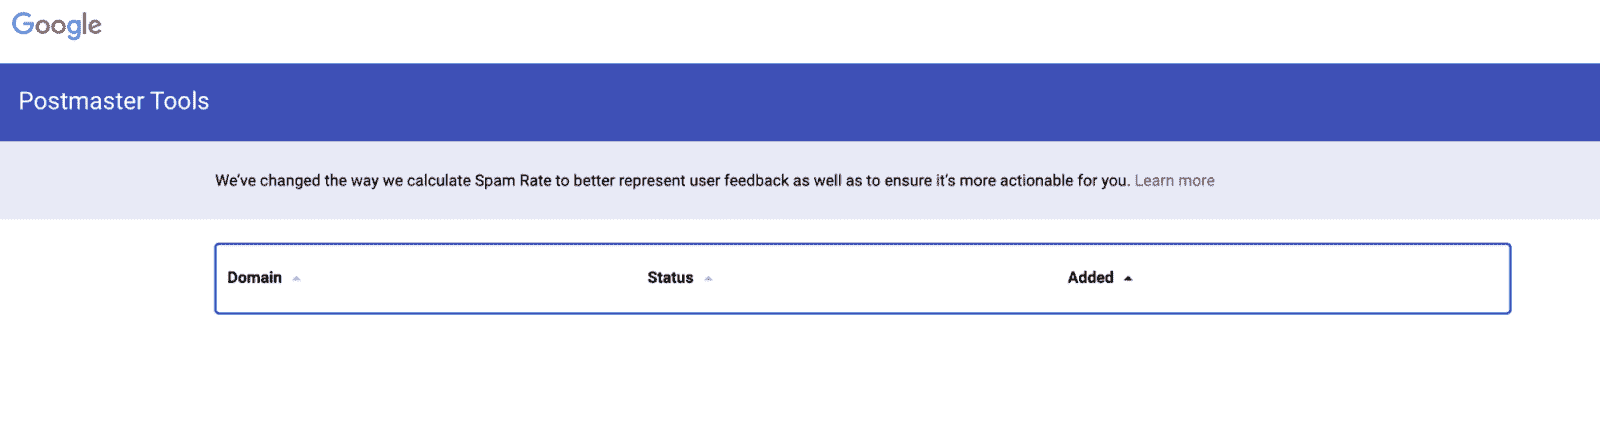 Google
Postmaster Tools
We've changed the way we calculate Spam Rate to better represent user feedback as well as to ensure it's more actionable for you. Learn more
Domain Status Added